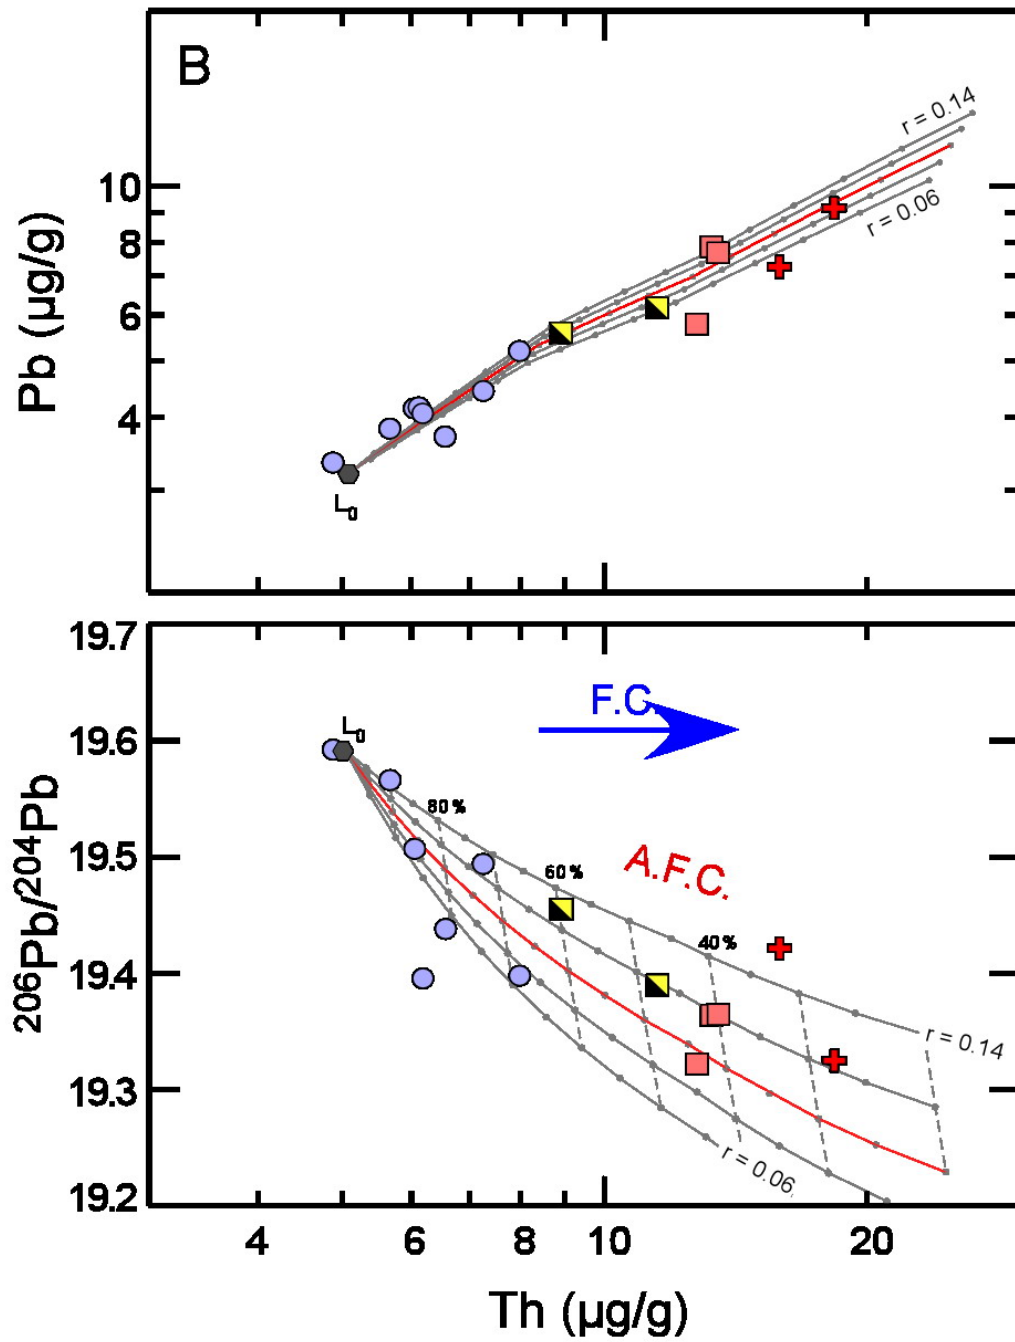 B
r = 0.14
10
8
6
4
r = 0.06
Pb (µg/g)
L0
19.7
19.6
19.5
19.4
19.3
19.2
206Pb/204Pb
F.C.
L0
80 %
60 %
A.F.C.
40 %
r = 0.14
r = 0.06
4
6
8
10
20
Th (µg/g)